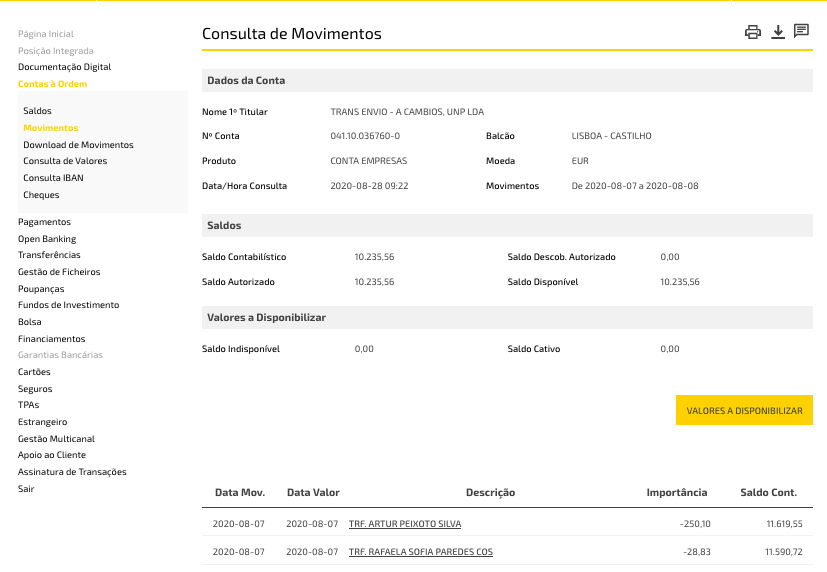 Página Inicial
Posição Integrada
Documentação Digital
Contas à Ordem
Saldos
Movimentos
Download de Movimentos
Consulta de Valores
Consulta IBAN
Cheques
Pagamentos
Open Banking
Transferências
Gestão de Ficheiros
Poupanças
Fundos de Investimento
Bolsa
Financiamentos
Garantias Bancárias
Cartões
Seguros
TPAs
Estrangeiro
Gestão Multicanal
Apoio ao Cliente
Assinatura de Transações
Sair
Consulta de Movimentos
Dados da Conta
Nome 1º Titular TRANS ENVIO - A CAMBIOS, UNP LDA
Nº Conta 041.10.036760-0 Balcão LISBOA - CASTILHO
Produto CONTA EMPRESAS Moeda EUR
Data/Hora Consulta 2020-08-28 09:22 Movimentos De 2020-08-07 a 2020-08-08
Saldos
Saldo Contabilístico 10.235,56 Saldo Descob. Autorizado 0,00
Saldo Autorizado 10.235,56 Saldo Disponível 10.235,56
Valores a Disponibilizar
Saldo Indisponível 0,00 Saldo Cativo 0,00
VALORES A DISPONIBILIZAR
Data Mov. Data Valor Descrição Importância Saldo Cont.
2020-08-07 2020-08-07 TRF. ARTUR PEIXOTO SILVA -250,10 11.619,55
2020-08-07 2020-08-07 TRF. RAFAELA SOFIA PAREDES COS -28,83 11.590,72